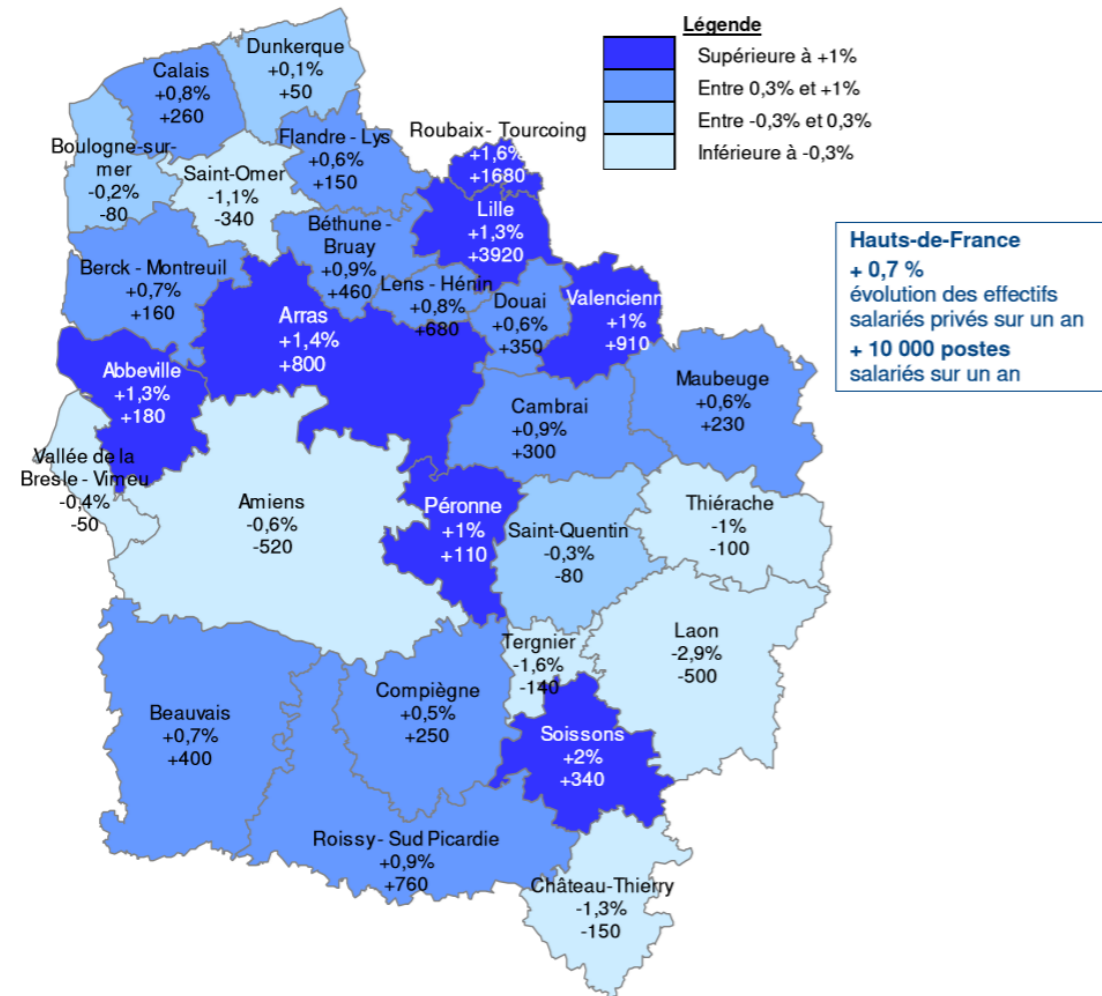 Légende
Supérieure à +1%
Entre 0,3% et +1%
Entre -0,3% et 0,3%
Inférieure à -0,3%
Hauts-de-France
+ 0,7 %
évolution des effectifs
salariés privés sur un an
+ 10 000 postes
salariés sur un an
Dunkerque
+0,1%
+50
Calais
+0,8%
+260
Boulogne-sur-
mer
-0,2%
-80
Saint-Omer
-1,1%
-340
Flandre - Lys
+0,6%
+150
Roubaix- Tourcoing
+1,6%
+1680
Lille
+1,3%
+3920
Béthune -
Bruay
+0,9%
+460
Berck - Montreuil
+0,7%
+160
Lens - Hénin
+0,8%
+680
Douai
+0,6%
+350
Valencienn
+1%
+910
Arras
+1,4%
+800
Abbeville
+1,3%
+180
Maubeuge
+0,6%
+230
Cambrai
+0,9%
+300
Vallée de la
Bresle - Vimeu
-0,4%
-50
Amiens
-0,6%
-520
Péronne
+1%
+110
Saint-Quentin
-0,3%
-80
Thiérache
-1%
-100
Tergnier
-1,6%
-140
Laon
-2,9%
-500
Beauvais
+0,7%
+400
Compiègne
+0,5%
+250
Soissons
+2%
+340
Roissy- Sud Picardie
+0,9%
+760
Château-Thierry
-1,3%
-150